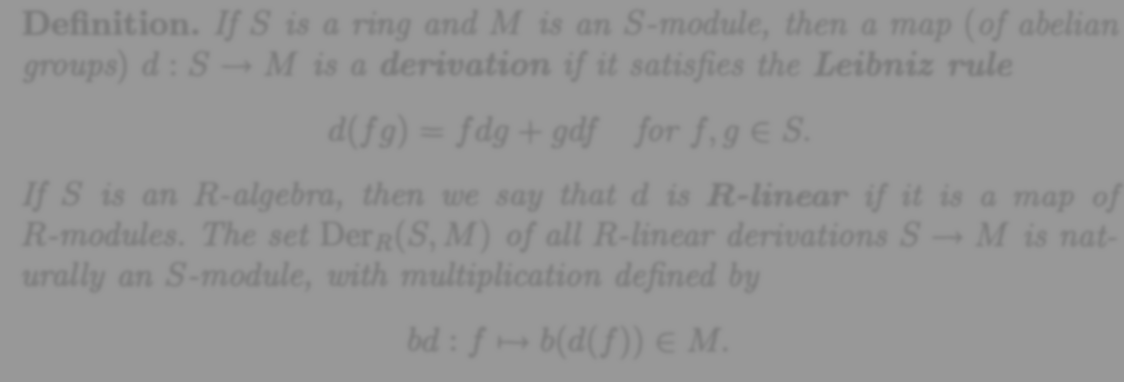 Definition. If S is a ring and M is an S-module, then a map (of abelian
groups) d : S → M is a derivation if it satisfies the Leibniz rule
d(fg) = fdg + gdf for f, g ∈ S.
If S is an R-algebra, then we say that d is R-linear if it is a map of
R-modules. The set Der_R(S, M) of all R-linear derivations S → M is nat-
urally an S-module, with multiplication defined by
bd : f ↦ b(d(f)) ∈ M.